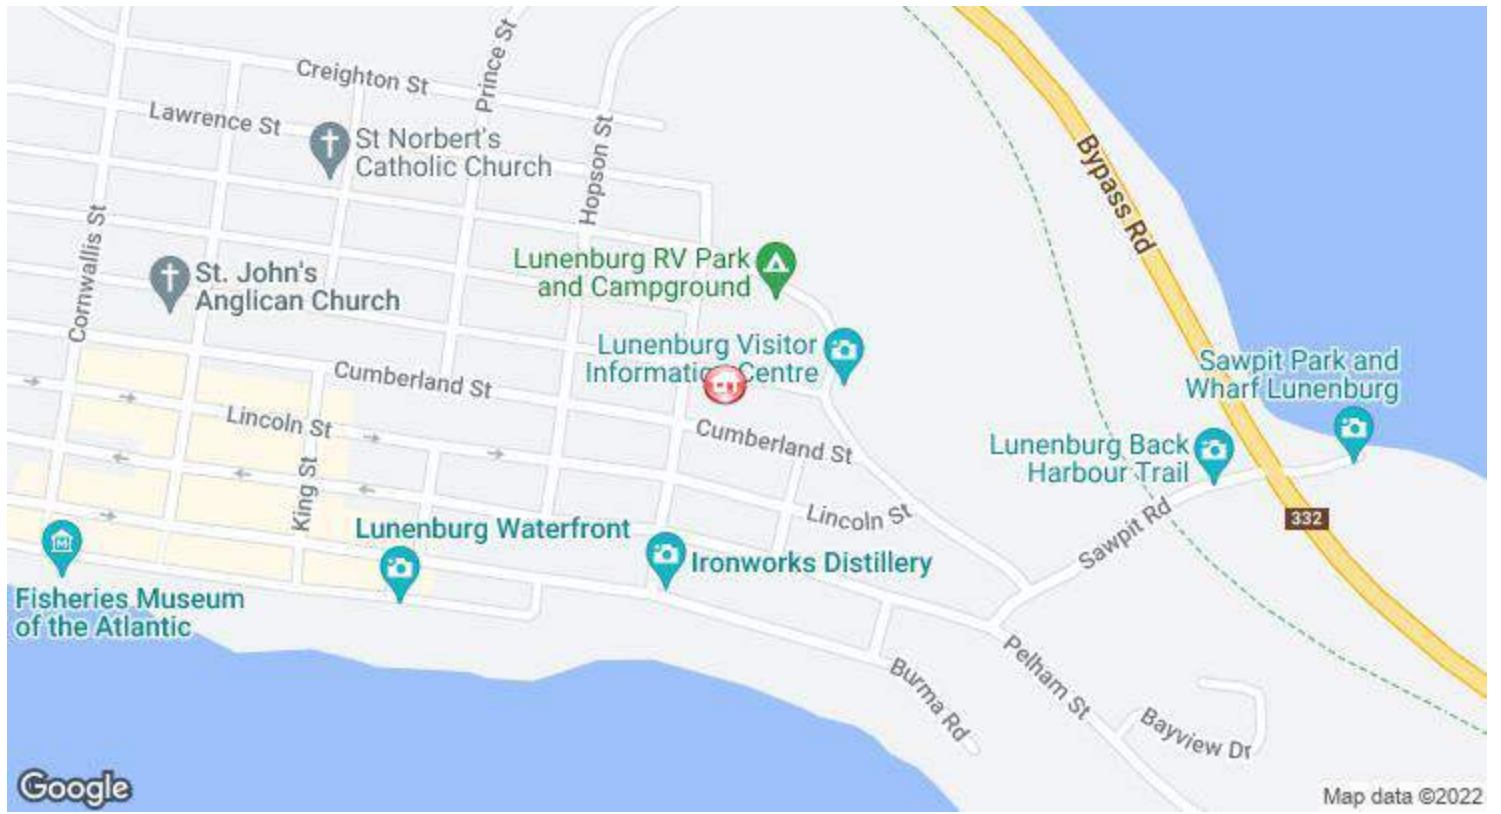 Creighton St
Prince St
Lawrence St
St Norbert's
Catholic Church
Hopson St
Bypass Rd
Cornwallis St
St. John's
Anglican Church
Lunenburg RV Park
and Campground
Lunenburg Visitor
Information Centre
Sawpit Park and
Wharf Lunenburg
Cumberland St
Lincoln St
Cumberland St
Lunenburg Back
Harbour Trail
King St
Lincoln St
332
Sawpit Rd
Lunenburg Waterfront
Ironworks Distillery
M
Fisheries Museum
of the Atlantic
Pelham St
Burma Rd
Bayview Dr
Google
Map data ©2022